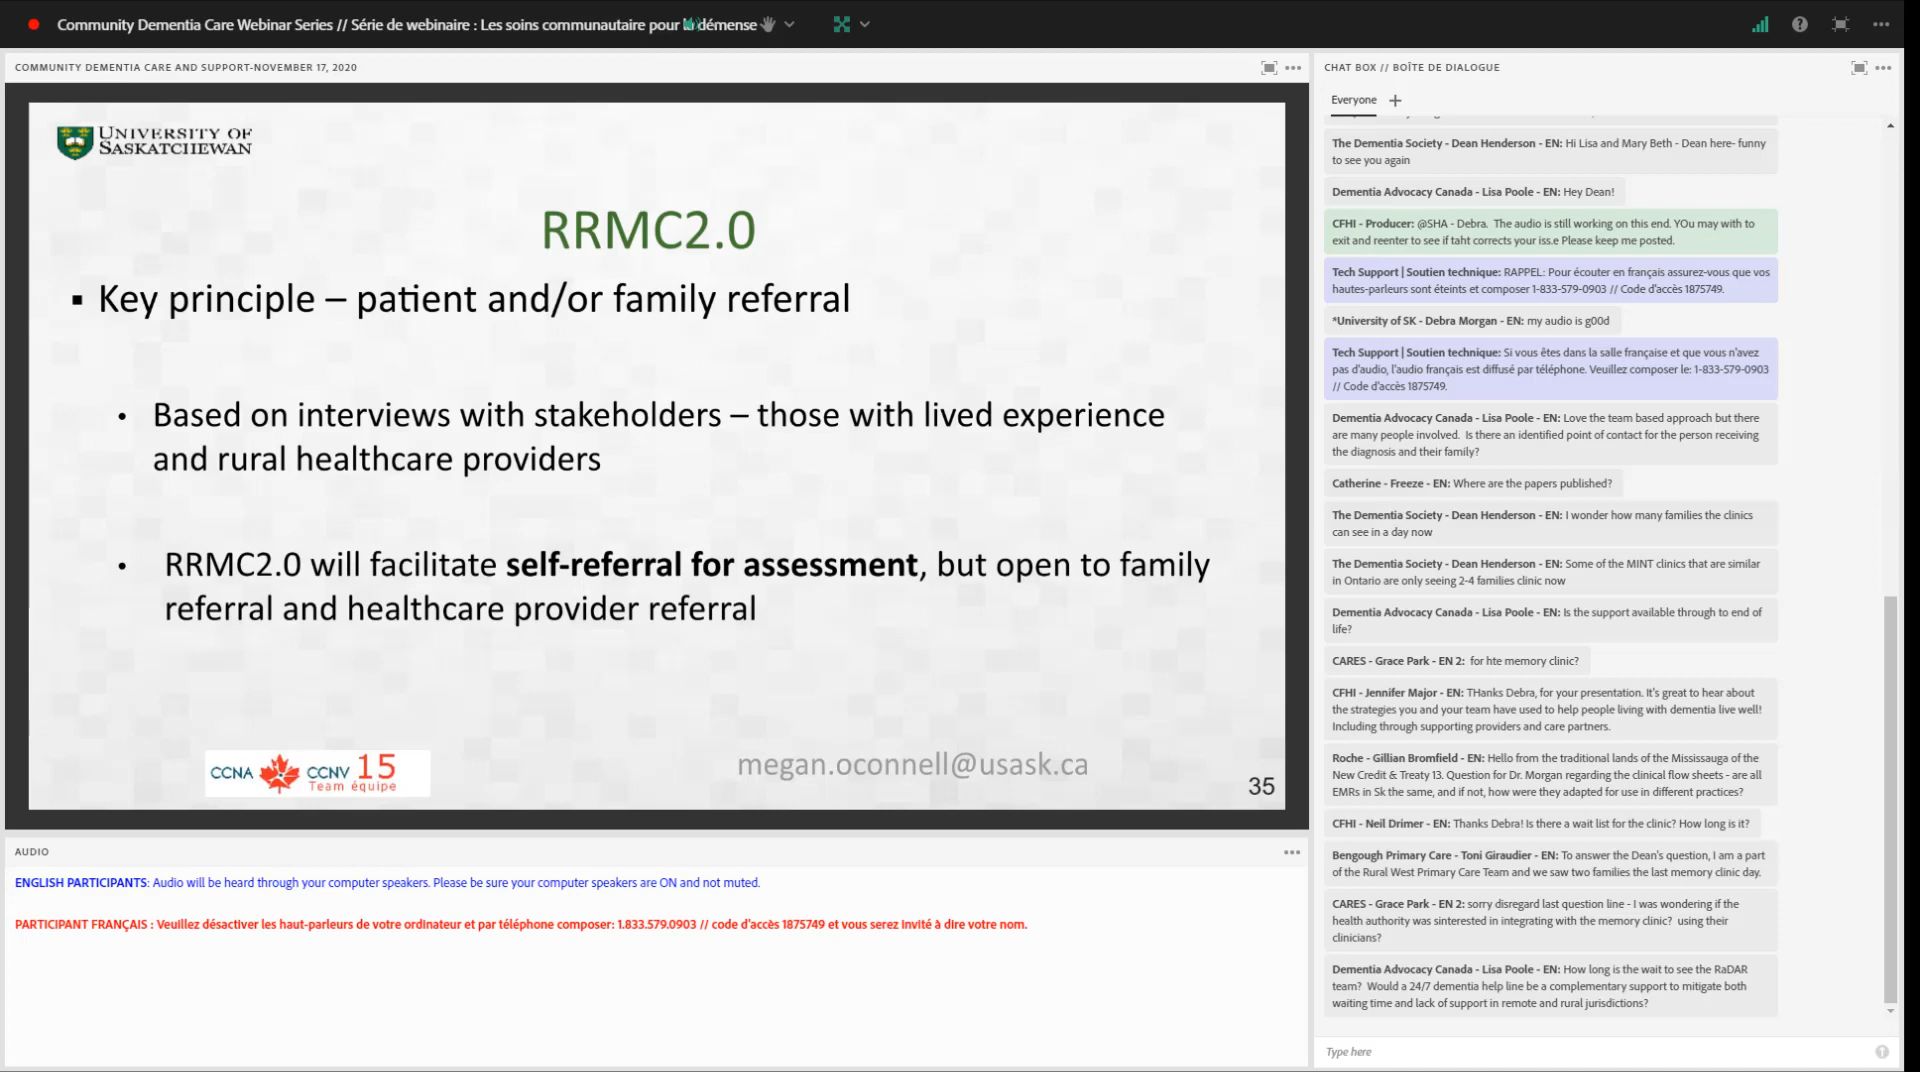 Community Dementia Care Webinar Series // Série de webinaire : Les soins communautaire pour la démense
COMMUNITY DEMENTIA CARE AND SUPPORT-NOVEMBER 17, 2020
UNIVERSITY OF
SASKATCHEWAN
RRMC2.0
▪ Key principle – patient and/or family referral
• Based on interviews with stakeholders – those with lived experience
and rural healthcare providers
• RRMC2.0 will facilitate self-referral for assessment, but open to family
referral and healthcare provider referral
CCNA CCNV 15
Team équipe
megan.oconnell@usask.ca
35
AUDIO
ENGLISH PARTICIPANTS: Audio will be heard through your computer speakers. Please be sure your computer speakers are ON and not muted.
PARTICIPANT FRANÇAIS : Veuillez désactiver les haut-parleurs de votre ordinateur et par téléphone composer: 1.833.579.0903 // code d'accès 1875749 et vous serez invité à dire votre nom.
CHAT BOX // BOÎTE DE DIALOGUE
Everyone
The Dementia Society - Dean Henderson - EN: Hi Lisa and Mary Beth - Dean here- funny
to see you again
Dementia Advocacy Canada - Lisa Poole - EN: Hey Dean!
CFHI - Producer: @SHA - Debra. The audio is still working on this end. YOu may with to
exit and reenter to see if taht corrects your iss.e Please keep me posted.
Tech Support | Soutien technique: RAPPEL: Pour écouter en français assurez-vous que vos
hautes-parleurs sont éteints et composer 1-833-579-0903 // Code d'accès 1875749.
*University of SK - Debra Morgan - EN: my audio is g00d
Tech Support | Soutien technique: Si vous êtes dans la salle française et que vous n'avez
pas d'audio, l'audio français est diffusé par téléphone. Veuillez composer le: 1-833-579-0903
// Code d'accès 1875749.
Dementia Advocacy Canada - Lisa Poole - EN: Love the team based approach but there
are many people involved. Is there an identified point of contact for the person receiving
the diagnosis and their family?
Catherine - Freeze - EN: Where are the papers published?
The Dementia Society - Dean Henderson - EN: I wonder how many families the clinics
can see in a day now
The Dementia Society - Dean Henderson - EN: Some of the MINT clinics that are similar
in Ontario are only seeing 2-4 families clinic now
Dementia Advocacy Canada - Lisa Poole - EN: Is the support available through to end of
life?
CARES - Grace Park - EN 2: for hte memory clinic?
CFHI - Jennifer Major - EN: THanks Debra, for your presentation. It's great to hear about
the strategies you and your team have used to help people living with dementia live well!
Including through supporting providers and care partners.
Roche - Gillian Bromfield - EN: Hello from the traditional lands of the Mississauga of the
New Credit & Treaty 13. Question for Dr. Morgan regarding the clinical flow sheets - are all
EMRs in Sk the same, and if not, how were they adapted for use in different practices?
CFHI - Neil Drimer - EN: Thanks Debra! Is there a wait list for the clinic? How long is it?
Bengough Primary Care - Toni Giraudier - EN: To answer the Dean's question, I am a part
of the Rural West Primary Care Team and we saw two families the last memory clinic day.
CARES - Grace Park - EN 2: sorry disregard last question line - I was wondering if the
health authority was sinterested in integrating with the memory clinic? using their
clinicians?
Dementia Advocacy Canada - Lisa Poole - EN: How long is the wait to see the RaDAR
team? Would a 24/7 dementia help line be a complementary support to mitigate both
waiting time and lack of support in remote and rural jurisdictions?
Type here